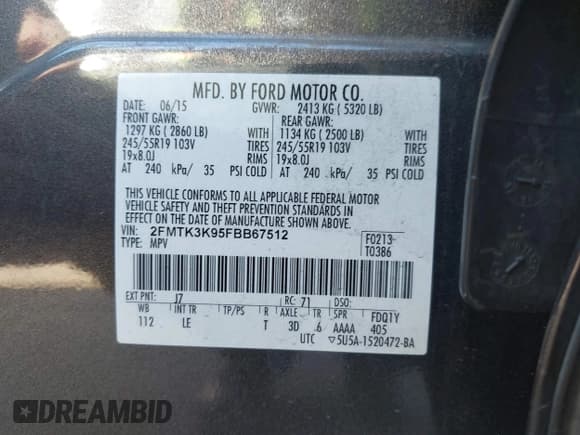 MFD. BY FORD MOTOR CO.
DATE: 06/15 GVWR: 2413 KG ( 5320 LB)
FRONT GAWR: REAR GAWR:
1297 KG ( 2860 LB) WITH 1134 KG ( 2500 LB) WITH
245/55R19 103V TIRES 245/55R19 103V TIRES
19x8.0J RIMS 19x8.0J RIMS
AT 240 kPa/ 35 PSI COLD AT 240 kPa/ 35 PSI COLD
THIS VEHICLE CONFORMS TO ALL APPLICABLE FEDERAL MOTOR
VEHICLE SAFETY AND THEFT PREVENTION STANDARDS IN
EFFECT ON THE DATE OF MANUFACTURE SHOWN ABOVE.
VIN: 2FMTK3K95FBB67512 F0213-
TYPE: MPV T0386
EXT PNT: J7 RC: 71 DSO:
WB INT TR TP/PS R AXLE TR SPR FDQ1Y
112 LE T 3D 6 AAAA 405
UTC ▽5U5A-1520472-BA
DREAMBID